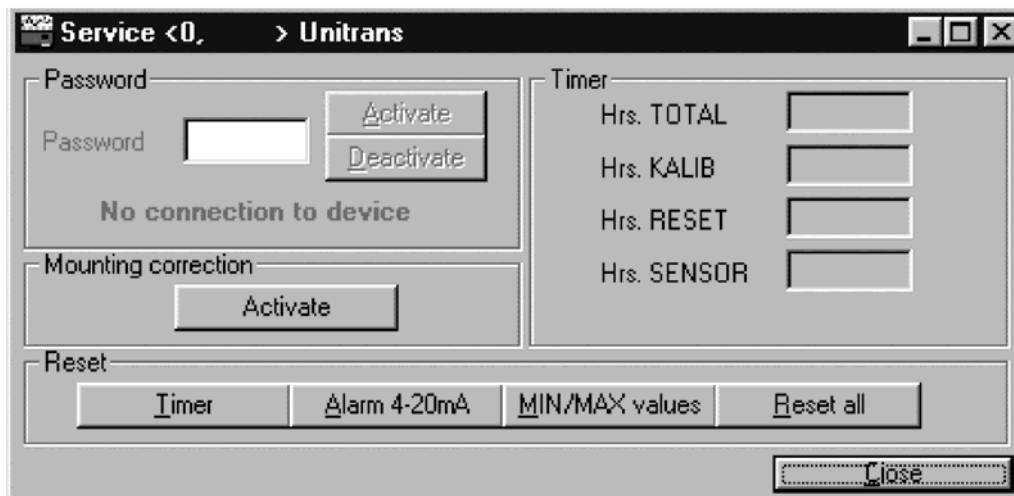 Service <0, > Unitrans
Password
Password
Activate
Deactivate
No connection to device
Mounting correction
Activate
Timer
Hrs. TOTAL
Hrs. KALIB
Hrs. RESET
Hrs. SENSOR
Reset
Timer Alarm 4-20mA MIN/MAX values Reset all
Close